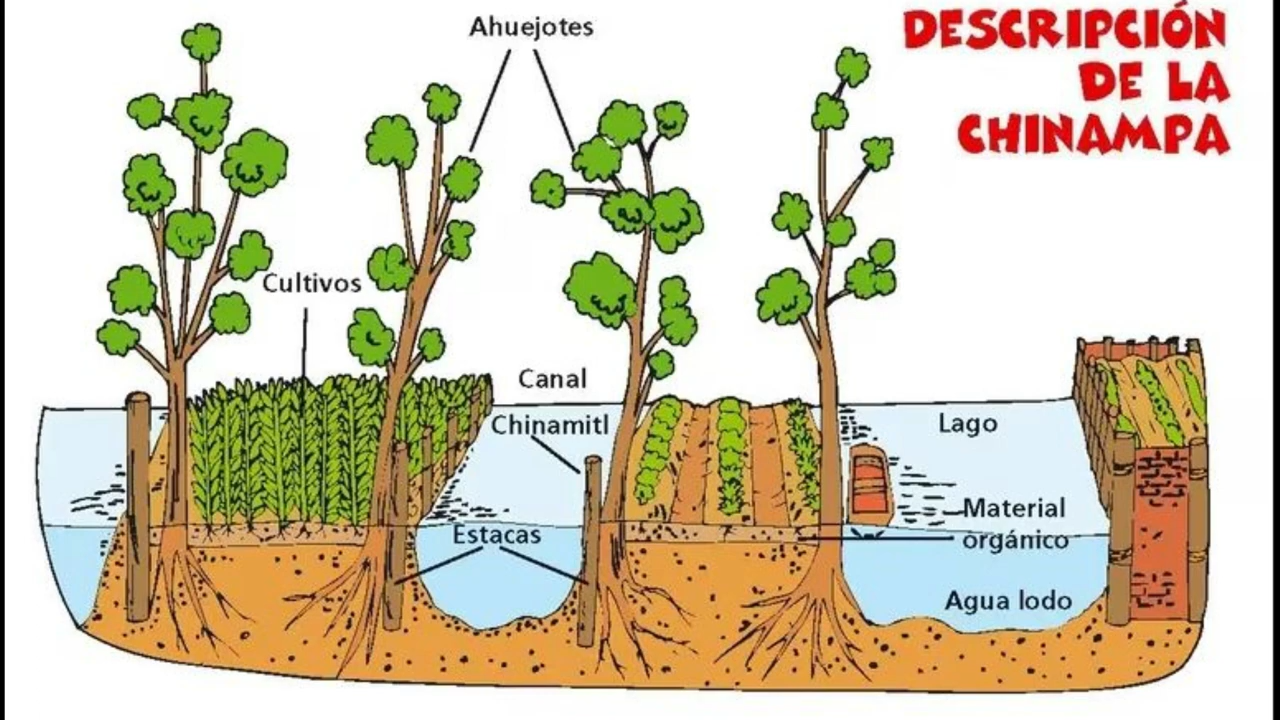 DESCRIPCIÓN
DE LA
CHINAMPA
Ahuejotes
Cultivos
Canal
Chinamitl
Lago
Material
orgánico
Estacas
Agua lodo